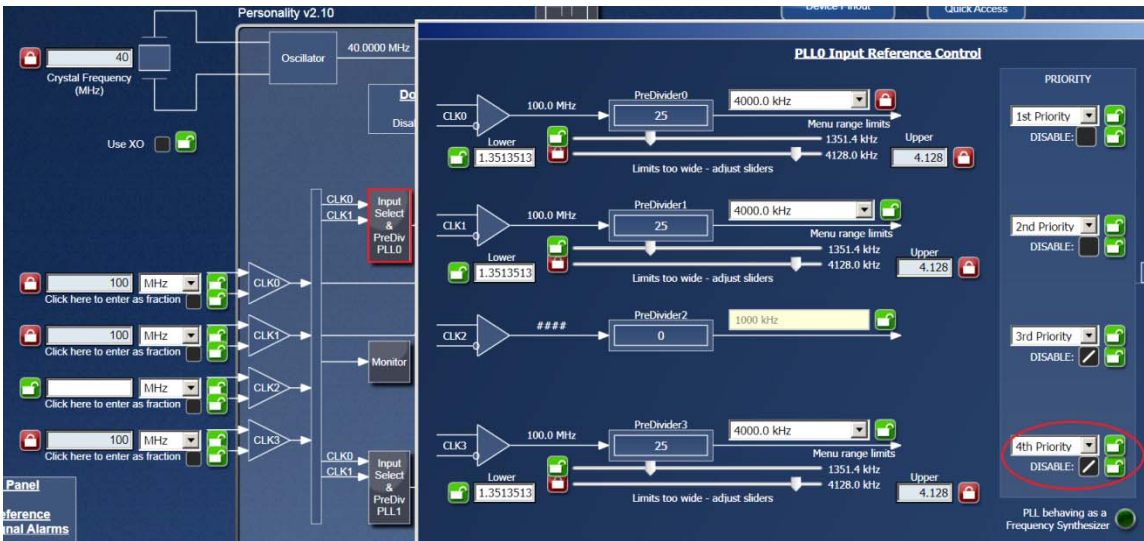 Personality v2.10
Device Pinout
Quick Access
40
Crystal Frequency
(MHz)
Oscillator
40.0000 MHz
Use XO
CLK0
CLK1
Input
Select
&
PreDiv
PLL0
100 MHz
Click here to enter as fraction
CLK0
100 MHz
Click here to enter as fraction
CLK1
Monitor
MHz
Click here to enter as fraction
CLK2
100 MHz
Click here to enter as fraction
CLK3
CLK0
CLK1
Input
Select
&
PreDiv
PLL1
Panel
PLL0 Input Reference Control
PRIORITY
CLK0
100.0 MHz
PreDivider0
25
4000.0 kHz
Menu range limits
1351.4 kHz
4128.0 kHz
Lower
1.3513513
Upper
4.128
Limits too wide - adjust sliders
1st Priority
DISABLE:
CLK1
100.0 MHz
PreDivider1
25
4000.0 kHz
Menu range limits
1351.4 kHz
4128.0 kHz
Lower
1.3513513
Upper
4.128
Limits too wide - adjust sliders
2nd Priority
DISABLE:
CLK2
####
PreDivider2
0
1000 kHz
3rd Priority
DISABLE:
CLK3
100.0 MHz
PreDivider3
25
4000.0 kHz
Menu range limits
1351.4 kHz
4128.0 kHz
Lower
1.3513513
Upper
4.128
Limits too wide - adjust sliders
4th Priority
DISABLE:
PLL behaving as a
Frequency Synthesizer